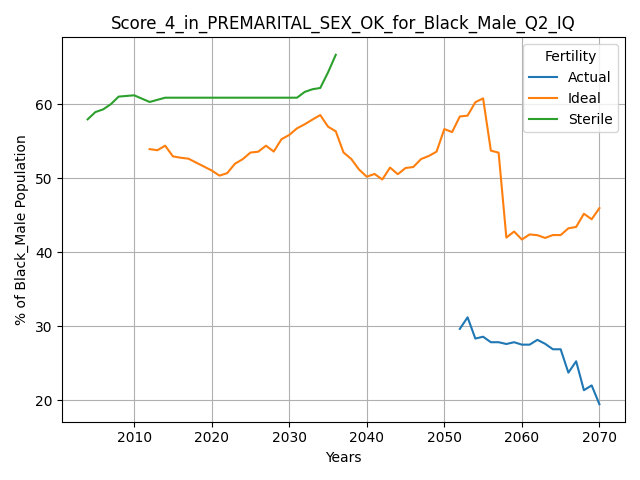 Score_4_in_PREMARITAL_SEX_OK_for_Black_Male_Q2_IQ
% of Black_Male Population
60
50
40
30
20
Fertility
Actual
Ideal
Sterile
2010 2020 2030 2040 2050 2060 2070
Years